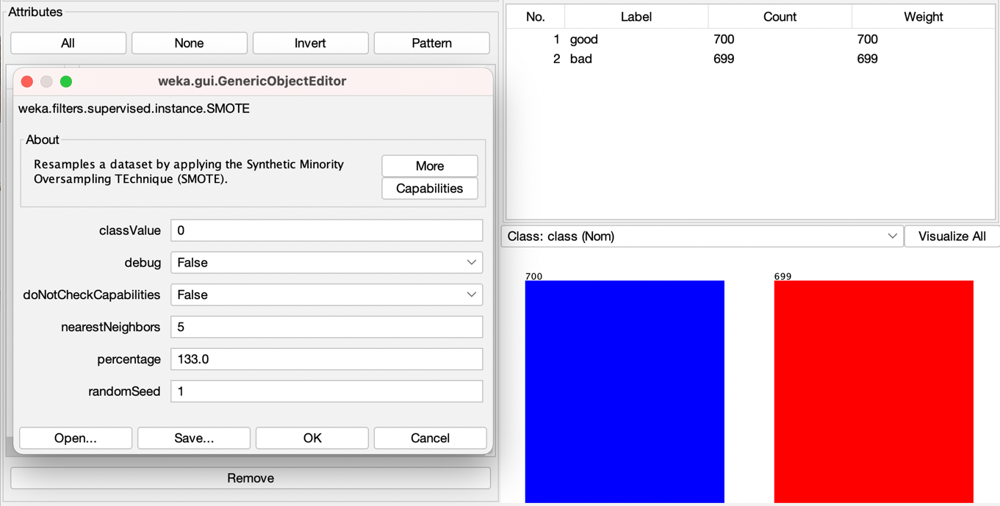 Attributes
All None Invert Pattern
weka.gui.GenericObjectEditor
weka.filters.supervised.instance.SMOTE
About
Resamples a dataset by applying the Synthetic Minority
Oversampling TEchnique (SMOTE).
More
Capabilities
classValue 0
debug False
doNotCheckCapabilities False
nearestNeighbors 5
percentage 133.0
randomSeed 1
Open... Save... OK Cancel
Remove
No. Label Count Weight
1 good 700 700
2 bad 699 699
Class: class (Nom) Visualize All
700 699